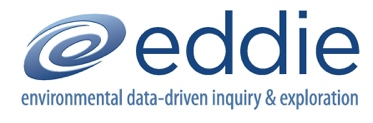 eddie
environmental data-driven inquiry & exploration